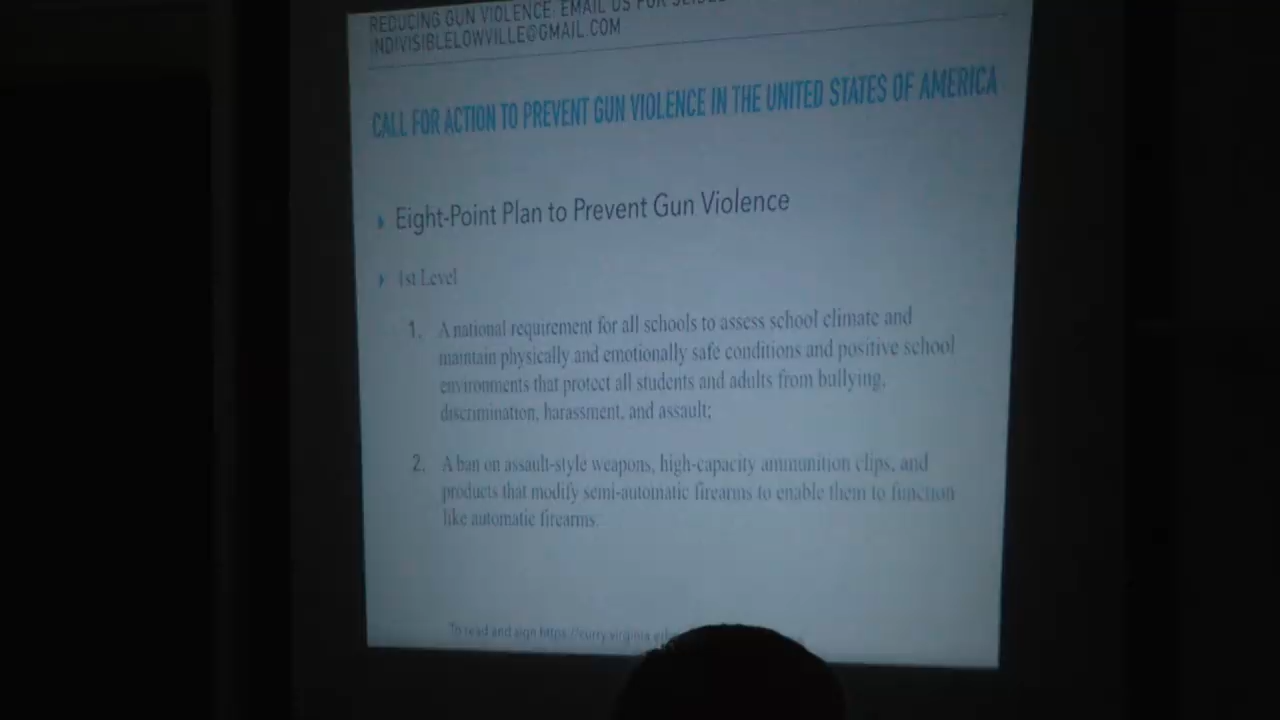 REDUCING GUN VIOLENCE: EMAIL US FOR
INDIVISIBLELOWVILLE@GMAIL.COM
CALL FOR ACTION TO PREVENT GUN VIOLENCE IN THE UNITED STATES OF AMERICA
Eight-Point Plan to Prevent Gun Violence
1st Level
1. A national requirement for all schools to assess school climate and
maintain physically and emotionally safe conditions and positive school
environments that protect all students and adults from bullying,
discrimination, harassment, and assault;
2. A ban on assault-style weapons, high-capacity ammunition clips, and
products that modify semi-automatic firearms to enable them to function
like automatic firearms.
To read and sign https://curry.virginia